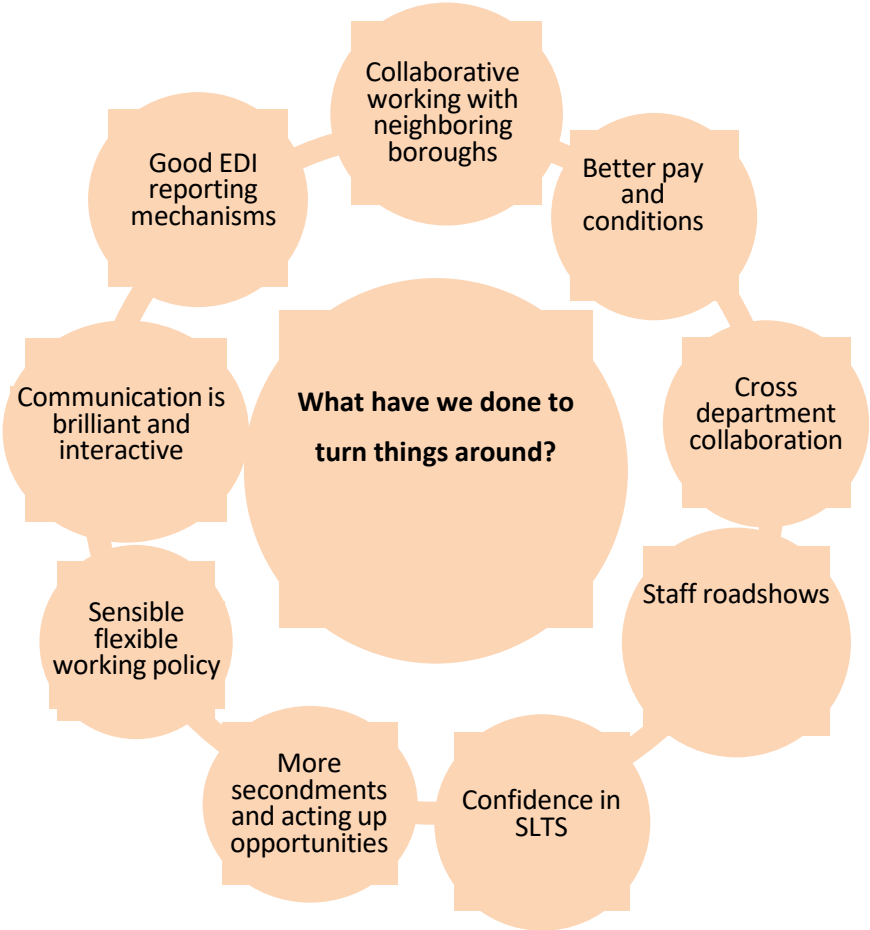 Collaborative
working with
neighboring
boroughs
Better pay
and
conditions
Cross
department
collaboration
Staff roadshows
Confidence in
SLTS
More
secondments
and acting up
opportunities
Sensible
flexible
working policy
Communication is
brilliant and
interactive
Good EDI
reporting
mechanisms
What have we done to
turn things around?